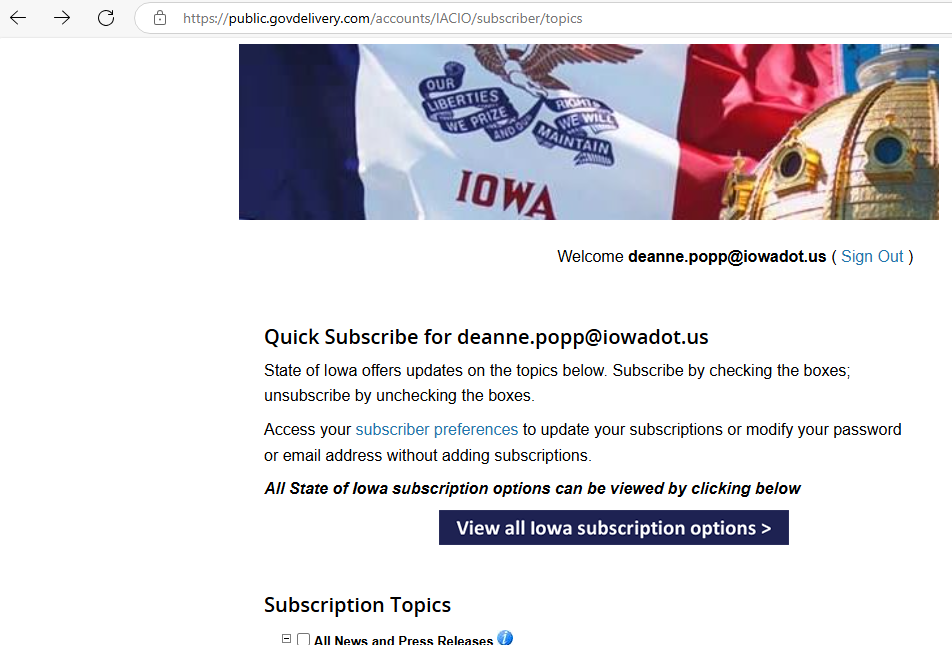 https://public.govdelivery.com/accounts/IACIO/subscriber/topics
OUR
LIBERTIES
WE PRIZE
AND OUR
RIGHTS
WE WILL
MAINTAIN
IOWA
Welcome deanne.popp@iowadot.us ( Sign Out )
Quick Subscribe for deanne.popp@iowadot.us
State of Iowa offers updates on the topics below. Subscribe by checking the boxes;
unsubscribe by unchecking the boxes.
Access your subscriber preferences to update your subscriptions or modify your password
or email address without adding subscriptions.
All State of Iowa subscription options can be viewed by clicking below
View all Iowa subscription options >
Subscription Topics
All News and Press Releases